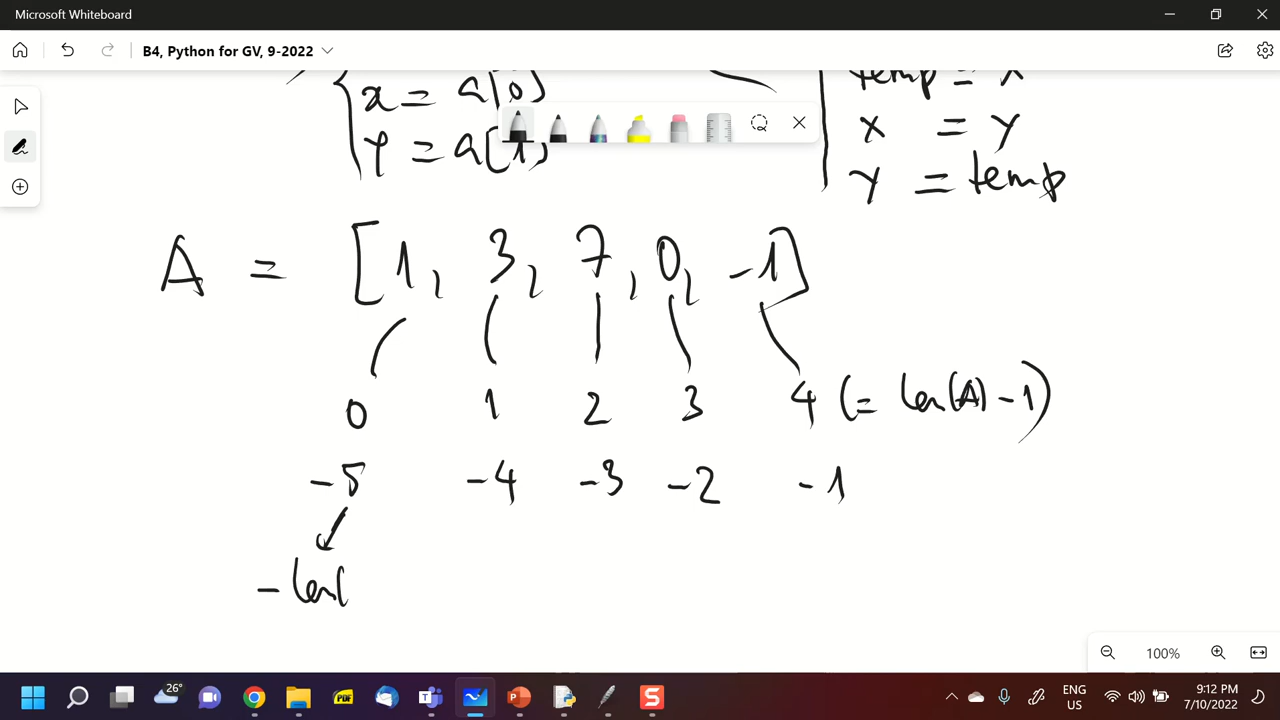 Microsoft Whiteboard
B4, Python for GV, 9-2022
x = a[0]
Y = a[1]
temp = x
x = y
y = temp
A = [1, 3, 7, 0, -1]
0 1 2 3 4 (= len(A) - 1)
-5 -4 -3 -2 -1
- len(
100%
26°
PDF
ENG
US
9:12 PM
7/10/2022